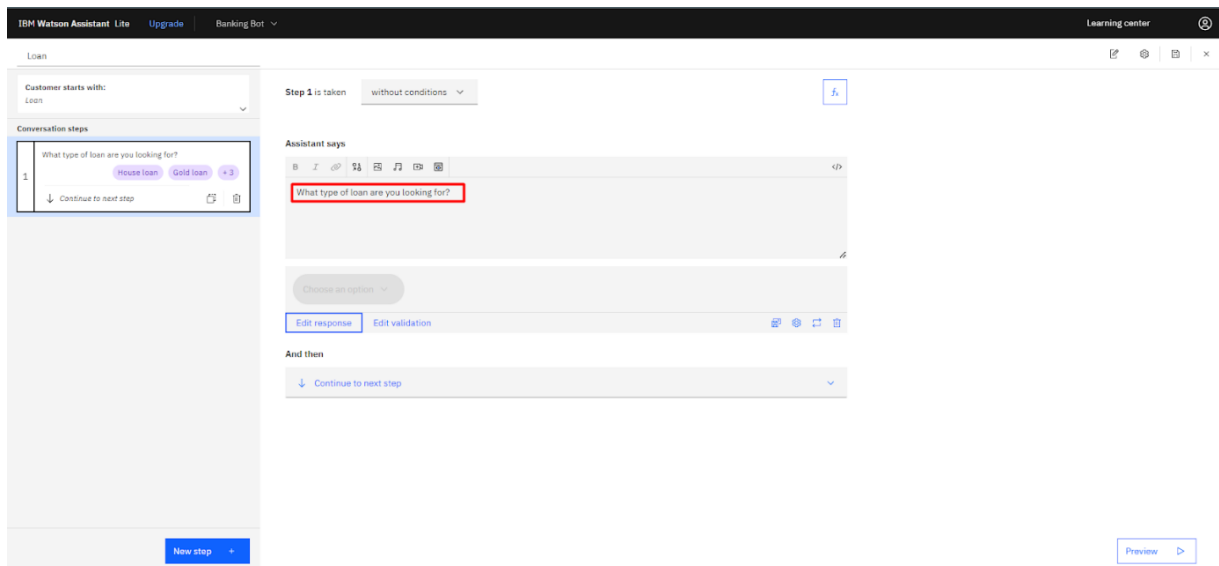 IBM Watson Assistant Lite Upgrade Banking Bot Learning center
Loan
Customer starts with:
Loan
Conversation steps
1
What type of loan are you looking for?
House loan Gold loan + 3
Continue to next step
New step +
Step 1 is taken without conditions fx
Assistant says
B I </>
What type of loan are you looking for?
Choose an option
Edit response Edit validation
And then
Continue to next step
Preview